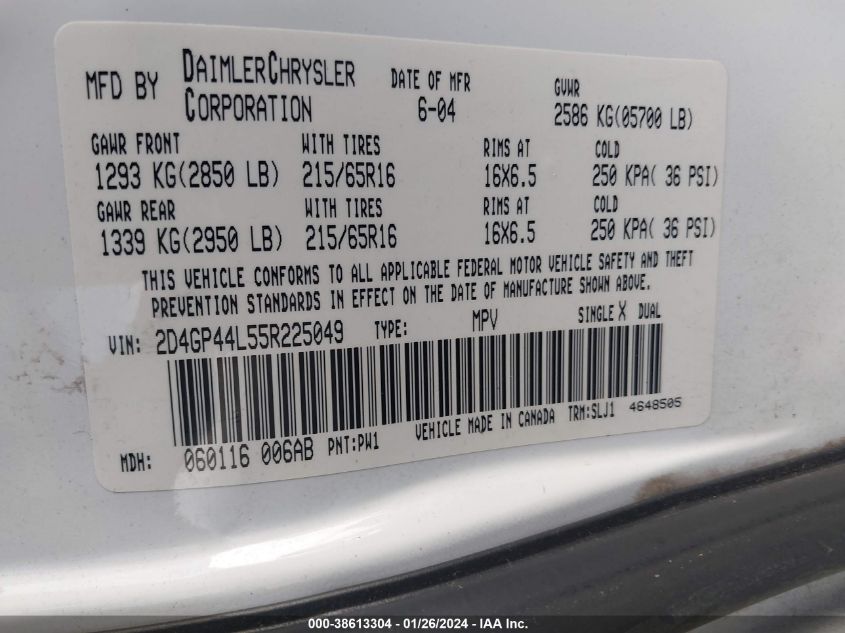 MFD BY DAIMLERCHRYSLER CORPORATION DATE OF MFR 6-04 GVWR 2586 KG(05700 LB)
GAWR FRONT WITH TIRES RIMS AT COLD
1293 KG(2850 LB) 215/65R16 16X6.5 250 KPA( 36 PSI)
GAWR REAR WITH TIRES RIMS AT COLD
1339 KG(2950 LB) 215/65R16 16X6.5 250 KPA( 36 PSI)
THIS VEHICLE CONFORMS TO ALL APPLICABLE FEDERAL MOTOR VEHICLE SAFETY AND THEFT
PREVENTION STANDARDS IN EFFECT ON THE DATE OF MANUFACTURE SHOWN ABOVE.
VIN: 2D4GP44L55R225049 TYPE: MPV SINGLE X DUAL
MDH: 060116 006AB PNT:PW1 VEHICLE MADE IN CANADA TRM:SLJ1 4648505
000-38613304 / 01/26/2024 - IAA Inc.